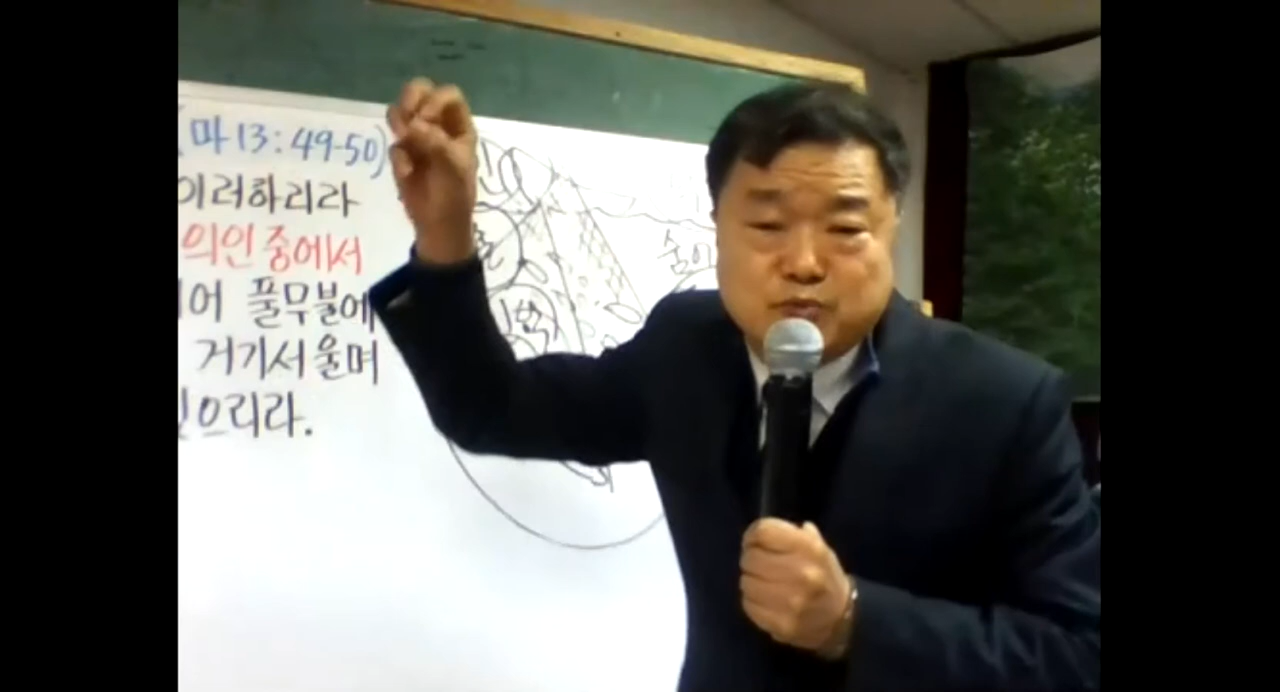 (마 13:49-50)
이러하리라
의인 중에서
어 풀무불에
거기서 울며
으리라.